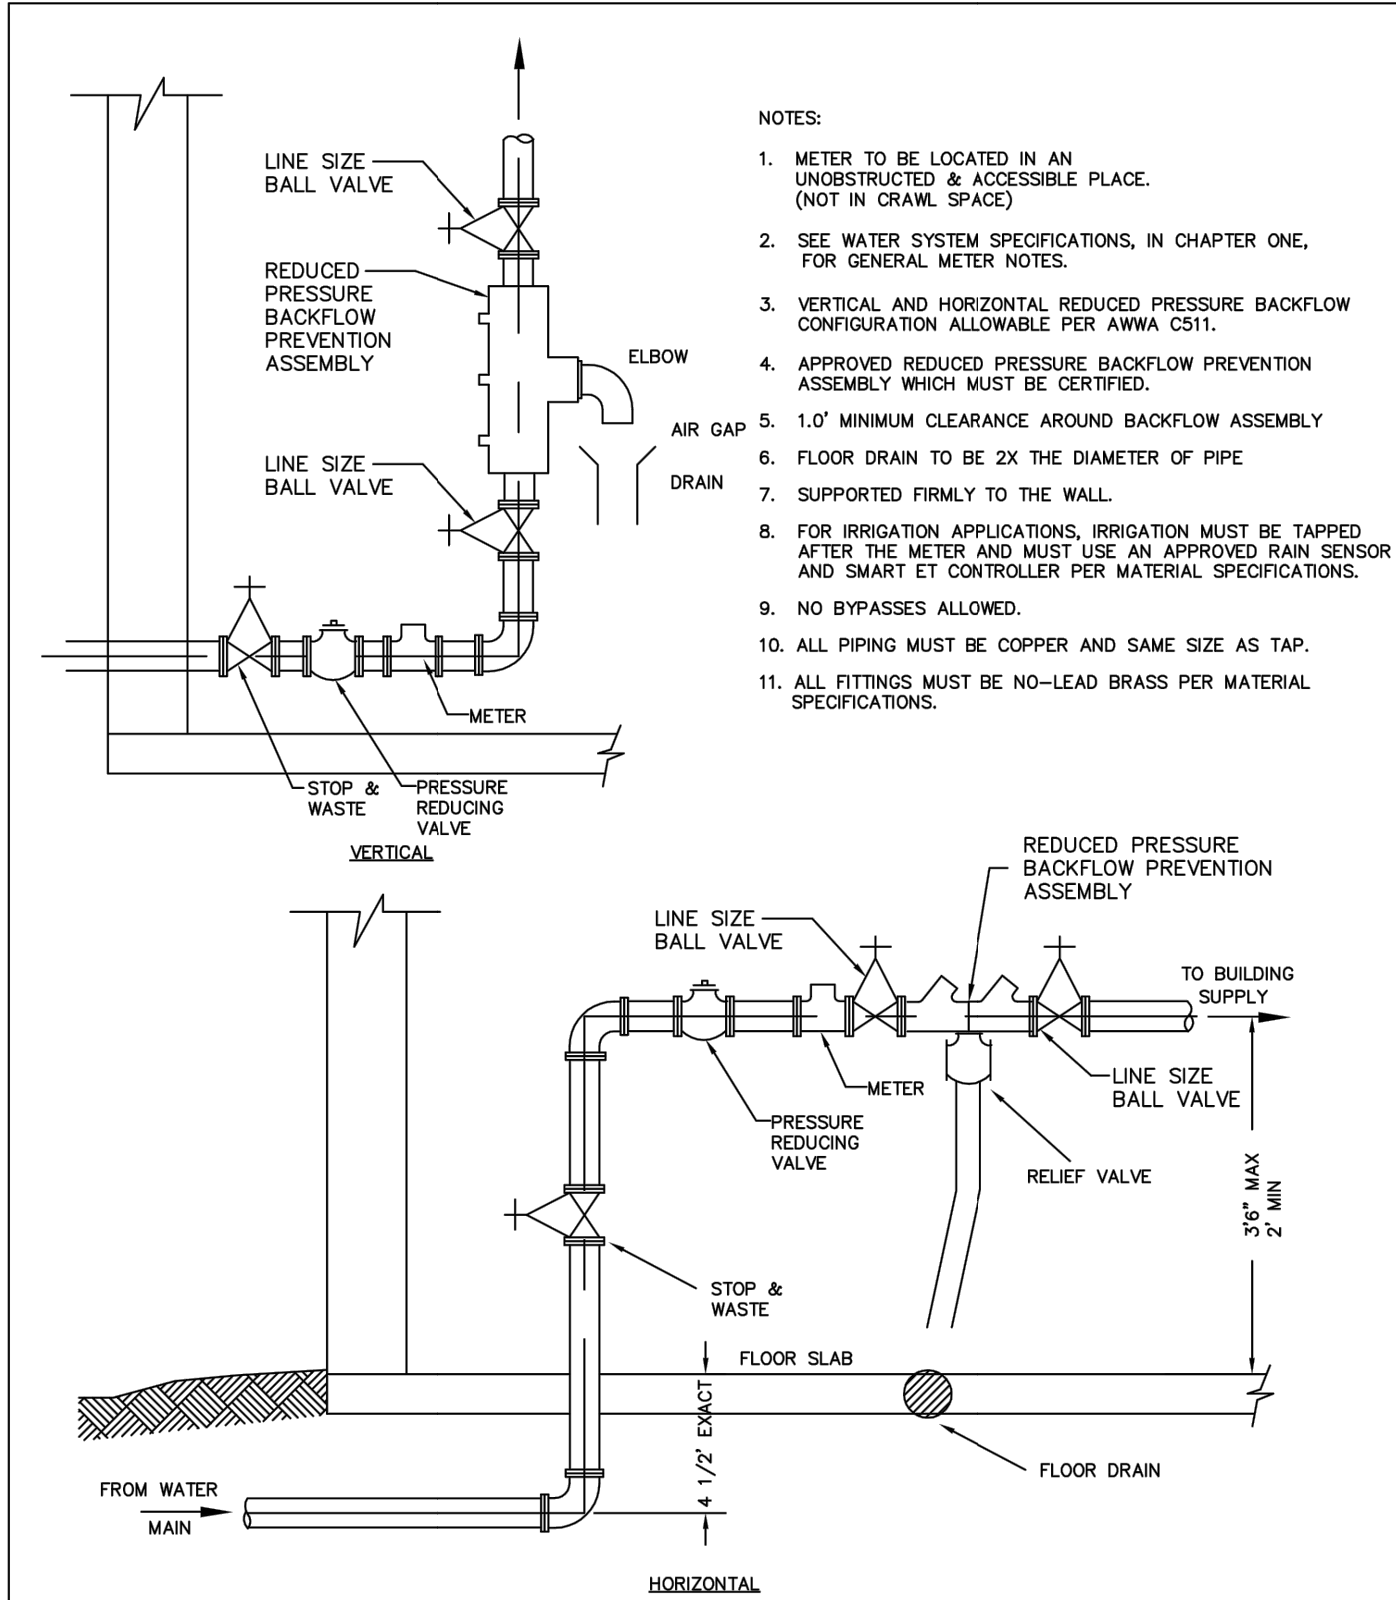 NOTES:
1. METER TO BE LOCATED IN AN
UNOBSTRUCTED & ACCESSIBLE PLACE.
(NOT IN CRAWL SPACE)
2. SEE WATER SYSTEM SPECIFICATIONS, IN CHAPTER ONE,
FOR GENERAL METER NOTES.
3. VERTICAL AND HORIZONTAL REDUCED PRESSURE BACKFLOW
CONFIGURATION ALLOWABLE PER AWWA C511.
4. APPROVED REDUCED PRESSURE BACKFLOW PREVENTION
ASSEMBLY WHICH MUST BE CERTIFIED.
5. 1.0' MINIMUM CLEARANCE AROUND BACKFLOW ASSEMBLY
6. FLOOR DRAIN TO BE 2X THE DIAMETER OF PIPE
7. SUPPORTED FIRMLY TO THE WALL.
8. FOR IRRIGATION APPLICATIONS, IRRIGATION MUST BE TAPPED
AFTER THE METER AND MUST USE AN APPROVED RAIN SENSOR
AND SMART ET CONTROLLER PER MATERIAL SPECIFICATIONS.
9. NO BYPASSES ALLOWED.
10. ALL PIPING MUST BE COPPER AND SAME SIZE AS TAP.
11. ALL FITTINGS MUST BE NO-LEAD BRASS PER MATERIAL
SPECIFICATIONS.
LINE SIZE
BALL VALVE
REDUCED
PRESSURE
BACKFLOW
PREVENTION
ASSEMBLY
ELBOW
AIR GAP
DRAIN
LINE SIZE
BALL VALVE
METER
STOP &
WASTE
PRESSURE
REDUCING
VALVE
VERTICAL
REDUCED PRESSURE
BACKFLOW PREVENTION
ASSEMBLY
LINE SIZE
BALL VALVE
TO BUILDING
SUPPLY
METER
LINE SIZE
BALL VALVE
PRESSURE
REDUCING
VALVE
RELIEF VALVE
3'6" MAX
2' MIN
STOP &
WASTE
FLOOR SLAB
4 1/2' EXACT
FLOOR DRAIN
FROM WATER
MAIN
HORIZONTAL